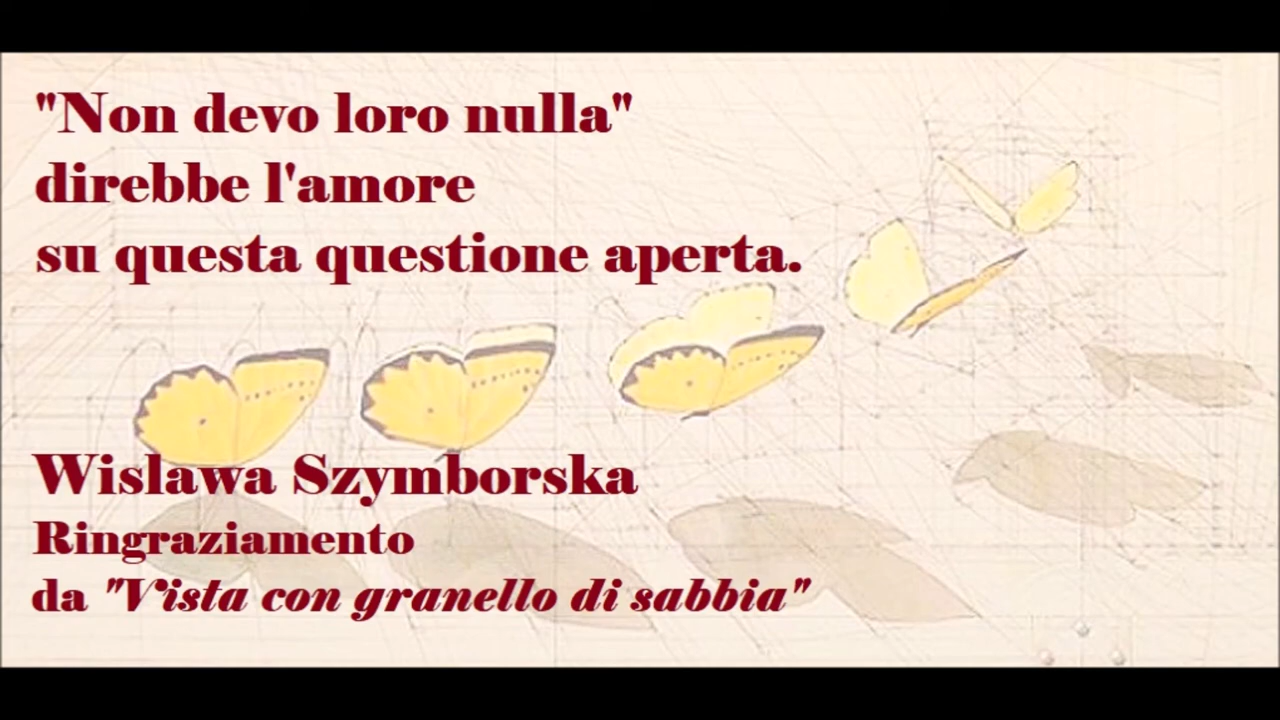 "Non devo loro nulla"
direbbe l'amore
su questa questione aperta.
Wislawa Szymborska
Ringraziamento
da "Vista con granello di sabbia"